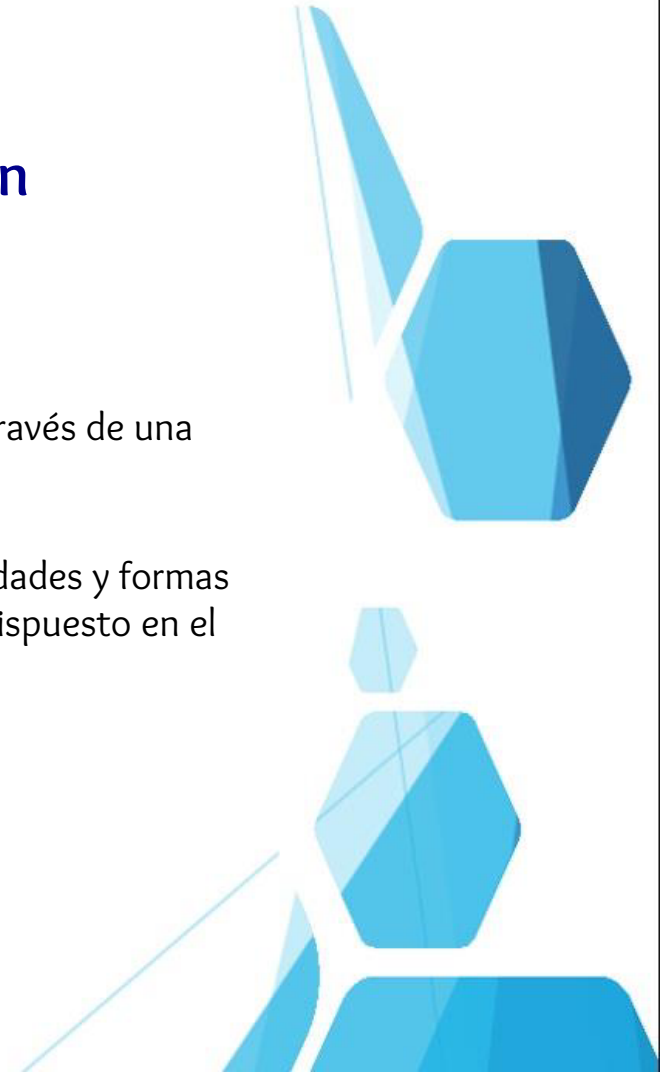 n
ravés de una
dades y formas
ispuesto en el